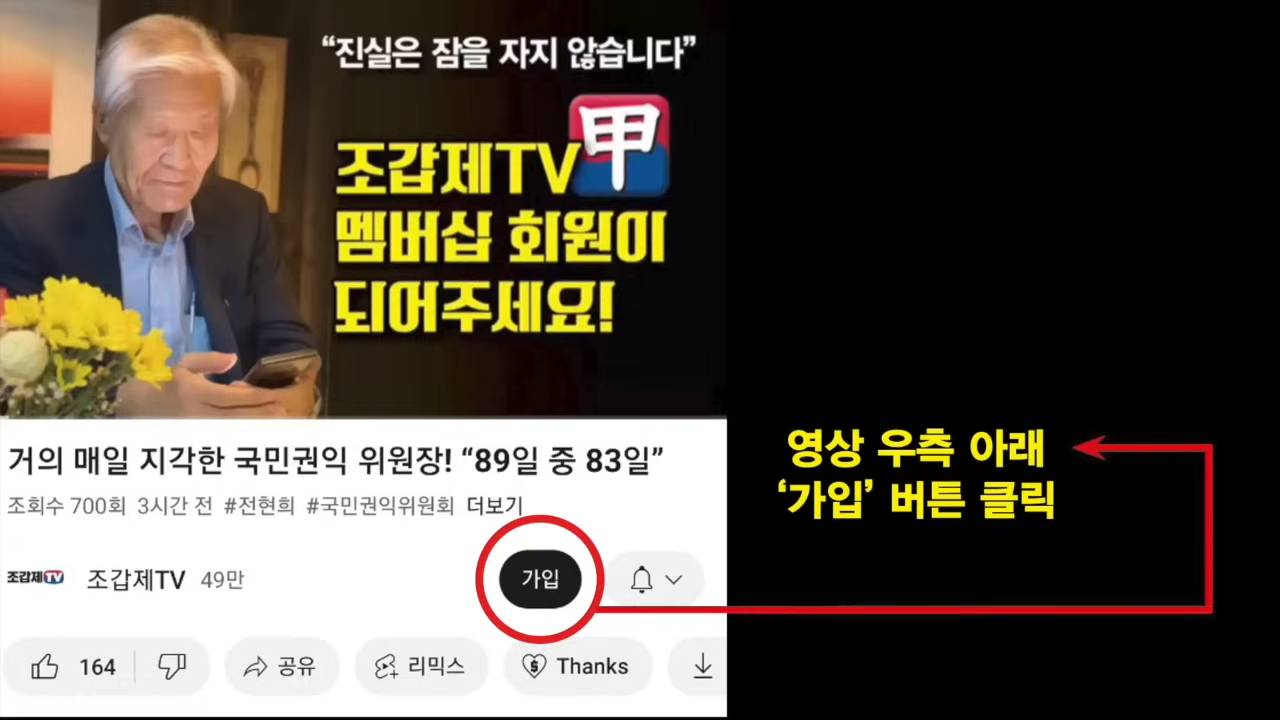 “진실은 잠을 자지 않습니다”
甲
조갑제TV
멤버십 회원이
되어주세요!
거의 매일 지각한 국민권익 위원장! “89일 중 83일”
조회수 700회 3시간 전 #전현희 #국민권익위원회 더보기
조갑제TV 조갑제TV 49만 가입
164 공유 리믹스 Thanks
영상 우측 아래
‘가입’ 버튼 클릭